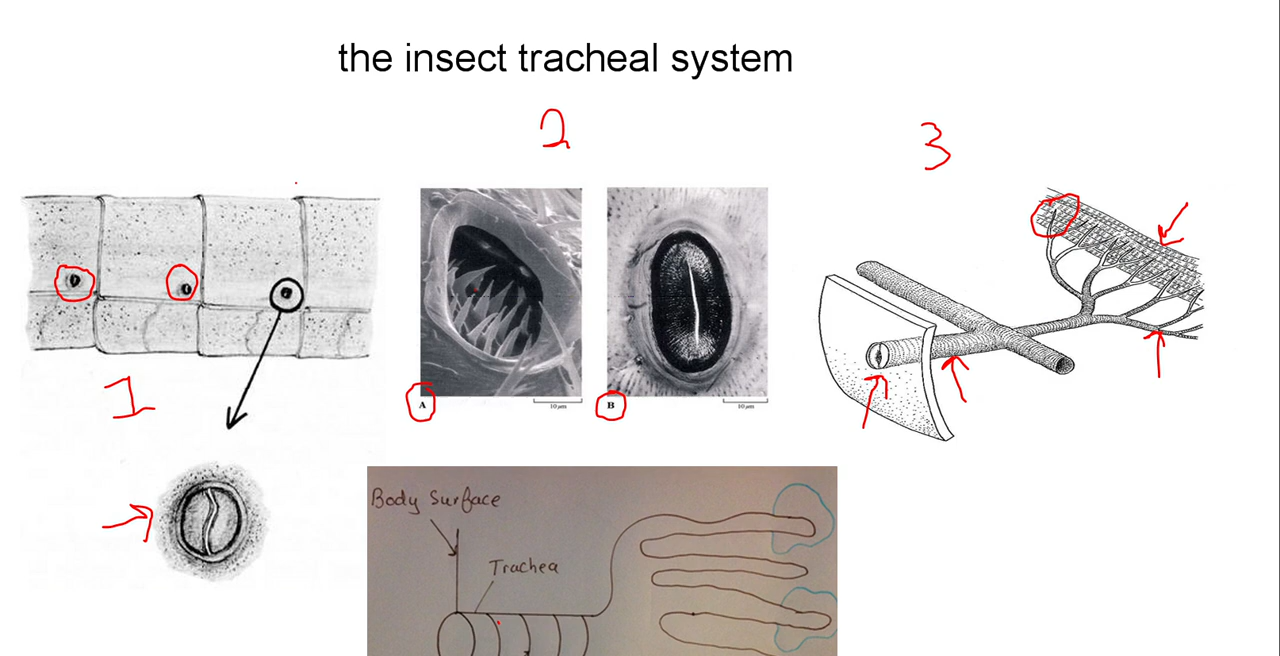 the insect tracheal system
2
3
1
A
10 µm
B
10 µm
Body Surface
Trachea